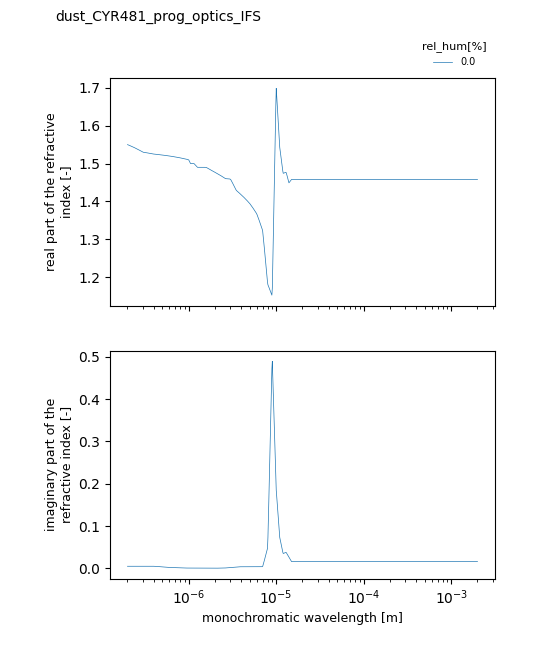 dust_CYR481_prog_optics_IFS
rel_hum[%]
0.0
real part of the refractive
index [-]
1.7
1.6
1.5
1.4
1.3
1.2
imaginary part of the
refractive index [-]
0.5
0.4
0.3
0.2
0.1
0.0
10⁻⁶ 10⁻⁵ 10⁻⁴ 10⁻³
monochromatic wavelength [m]